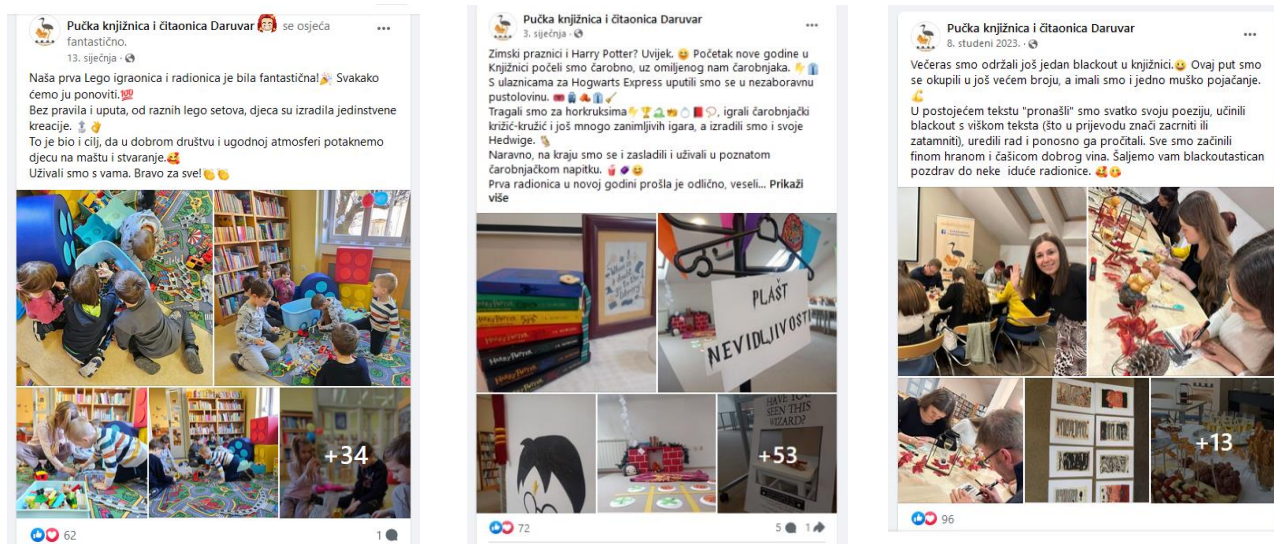 Pučka knjižnica i čitaonica Daruvar se osjeća
fantastično.
13. siječnja ·
Naša prva Lego igraonica i radionica je bila fantastična!🎉 Svakako
ćemo ju ponoviti.💯
Bez pravila i uputa, od raznih lego setova, djeca su izradila jedinstvene
kreacije.
To je bio i cilj, da u dobrom društvu i ugodnoj atmosferi potaknemo
djecu na maštu i stvaranje.🥰
Uživali smo s vama. Bravo za sve!👏👏
+34
62
1
Pučka knjižnica i čitaonica Daruvar
3. siječnja ·
Zimski praznici i Harry Potter? Uvijek. 😄 Početak nove godine u
Knjižnici počeli smo čarobno, uz omiljenog nam čarobnjaka.
S ulaznicama za Hogwarts Express uputili smo se u nezaboravnu
pustolovinu.
Tragali smo za horkruksima, igrali čarobnjački
križić-kružić i još mnogo zanimljivih igara, a izradili smo i svoje
Hedwige.
Naravno, na kraju smo se i zasladili i uživali u poznatom
čarobnjačkom napitku.
Prva radionica u novoj godini prošla je odlično, veseli... Prikaži
više
Harry Potter
Harry Potter
PLAŠT
NEVIDLJIVOSTI
HAVE YOU
SEEN THIS
WIZARD?
+53
72
5
1
Pučka knjižnica i čitaonica Daruvar
8. studeni 2023. ·
Večeras smo održali još jedan blackout u knjižnici.😀 Ovaj put smo
se okupili u još većem broju, a imali smo i jedno muško pojačanje.
💪
U postojećem tekstu "pronašli" smo svatko svoju poeziju, učinili
blackout s viškom teksta (što u prijevodu znači zacrniti ili
zatamniti), uredili rad i ponosno ga pročitali. Sve smo začinili
finom hranom i čašicom dobrog vina. Šaljemo vam blackoutastican
pozdrav do neke iduće radionice. 🥰😘
+13
96